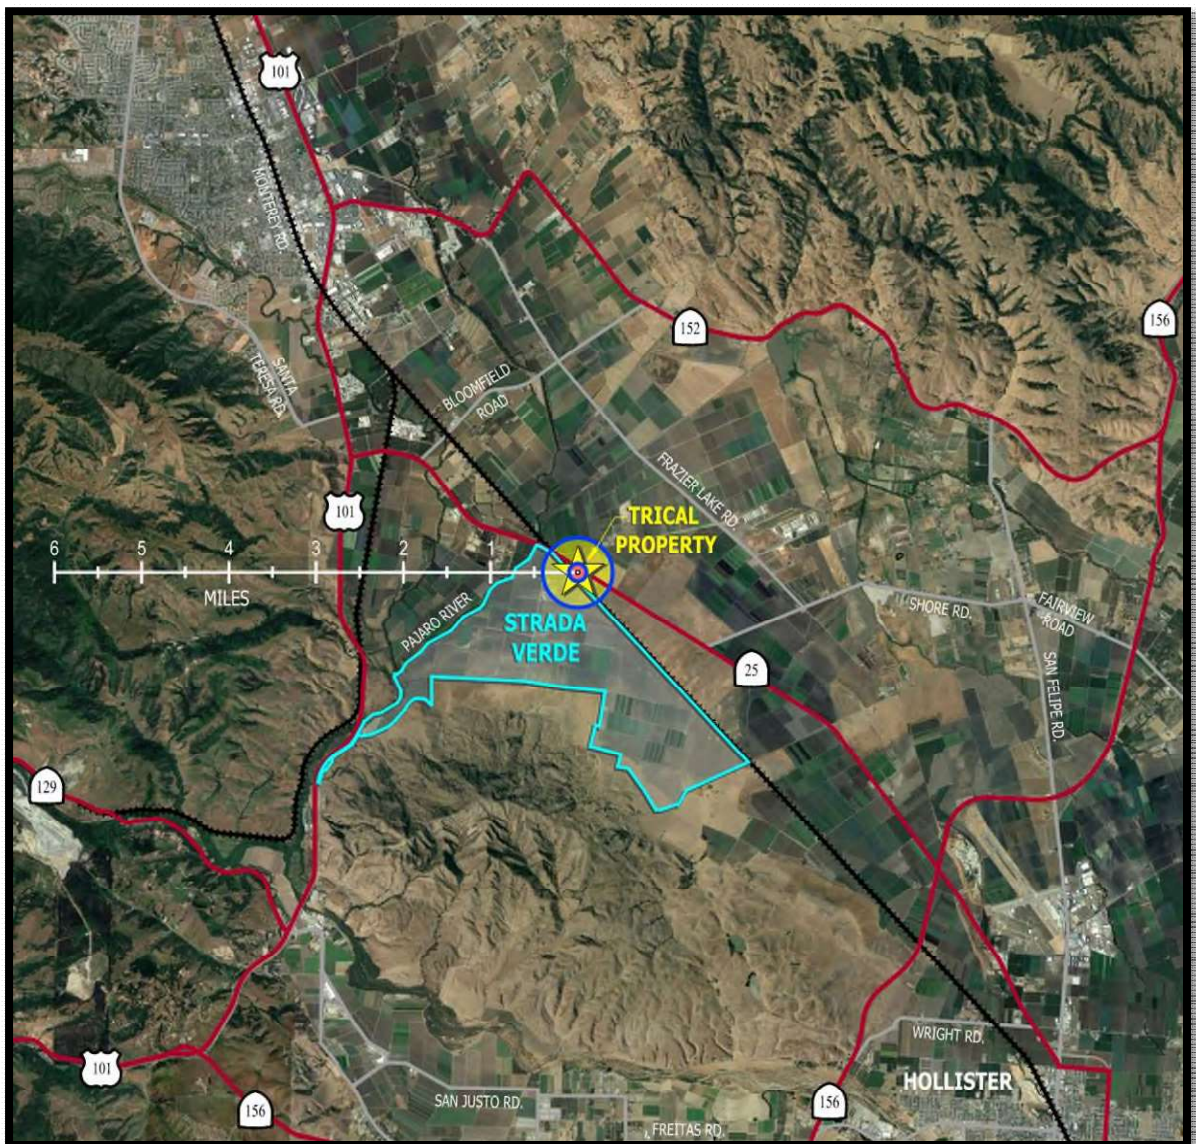 101
MONTEREY RD.
152
156
SANTA
TERESA RD.
BLOOMFIELD
ROAD
FRAZIER LAKE RD.
101
TRICAL
PROPERTY
6 5 4 3 2 1
MILES
PAJARO RIVER
STRADA
VERDE
SHORE RD.
FAIRVIEW
ROAD
25
SAN FELIPE RD.
129
WRIGHT RD.
HOLLISTER
101
156
SAN JUSTO RD.
156
FREITAS RD.